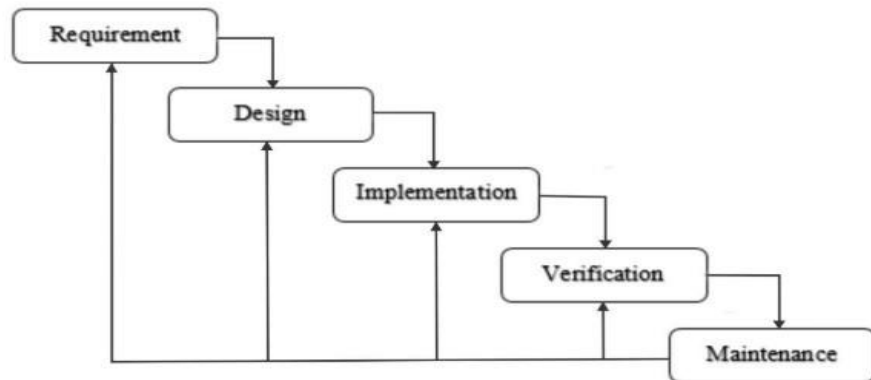 Requirement
Design
Implementation
Verification
Maintenance